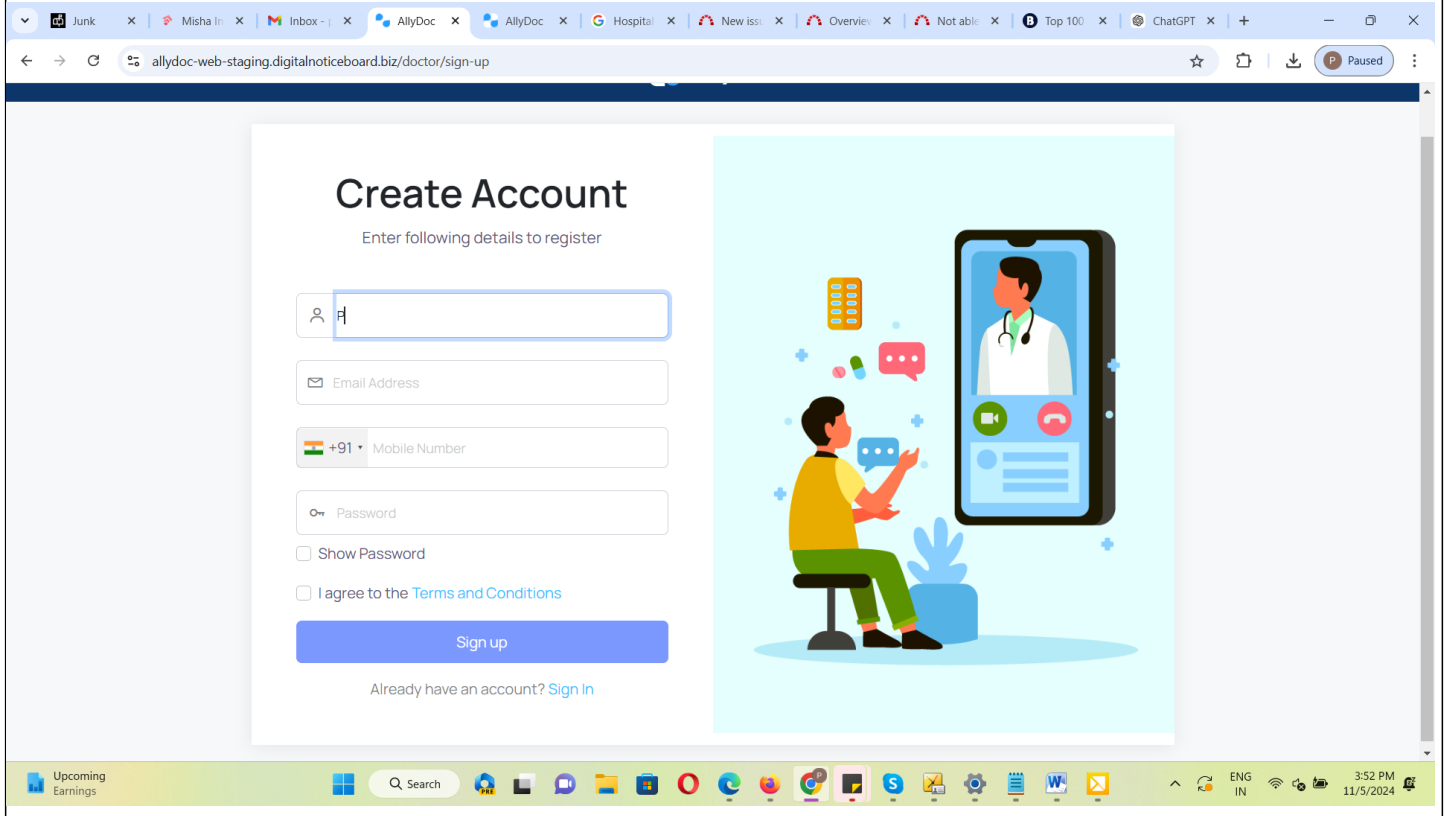 Junk
Misha In
Inbox - p
AllyDoc
AllyDoc
Hospital
New issu
Overview
Not able
Top 100
ChatGPT
allydoc-web-staging.digitalnoticeboard.biz/doctor/sign-up
P Paused
Create Account
Enter following details to register
P
Email Address
+91 Mobile Number
Password
Show Password
I agree to the Terms and Conditions
Sign up
Already have an account? Sign In
Upcoming
Earnings
Search
PRE
P
S
W
ENG
IN
3:52 PM
11/5/2024